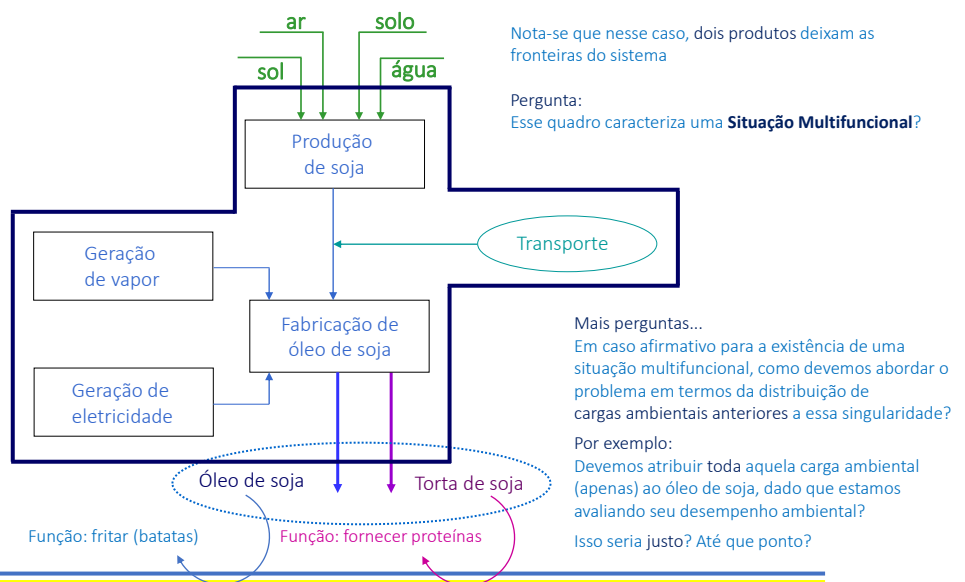 ar
solo
sol
água
Produção
de soja
Transporte
Geração
de vapor
Fabricação de
óleo de soja
Geração de
eletricidade
Óleo de soja
Torta de soja
Função: fritar (batatas)
Função: fornecer proteínas
Nota-se que nesse caso, dois produtos deixam as
fronteiras do sistema
Pergunta:
Esse quadro caracteriza uma Situação Multifuncional?
Mais perguntas...
Em caso afirmativo para a existência de uma
situação multifuncional, como devemos abordar o
problema em termos da distribuição de
cargas ambientais anteriores a essa singularidade?
Por exemplo:
Devemos atribuir toda aquela carga ambiental
(apenas) ao óleo de soja, dado que estamos
avaliando seu desempenho ambiental?
Isso seria justo? Até que ponto?